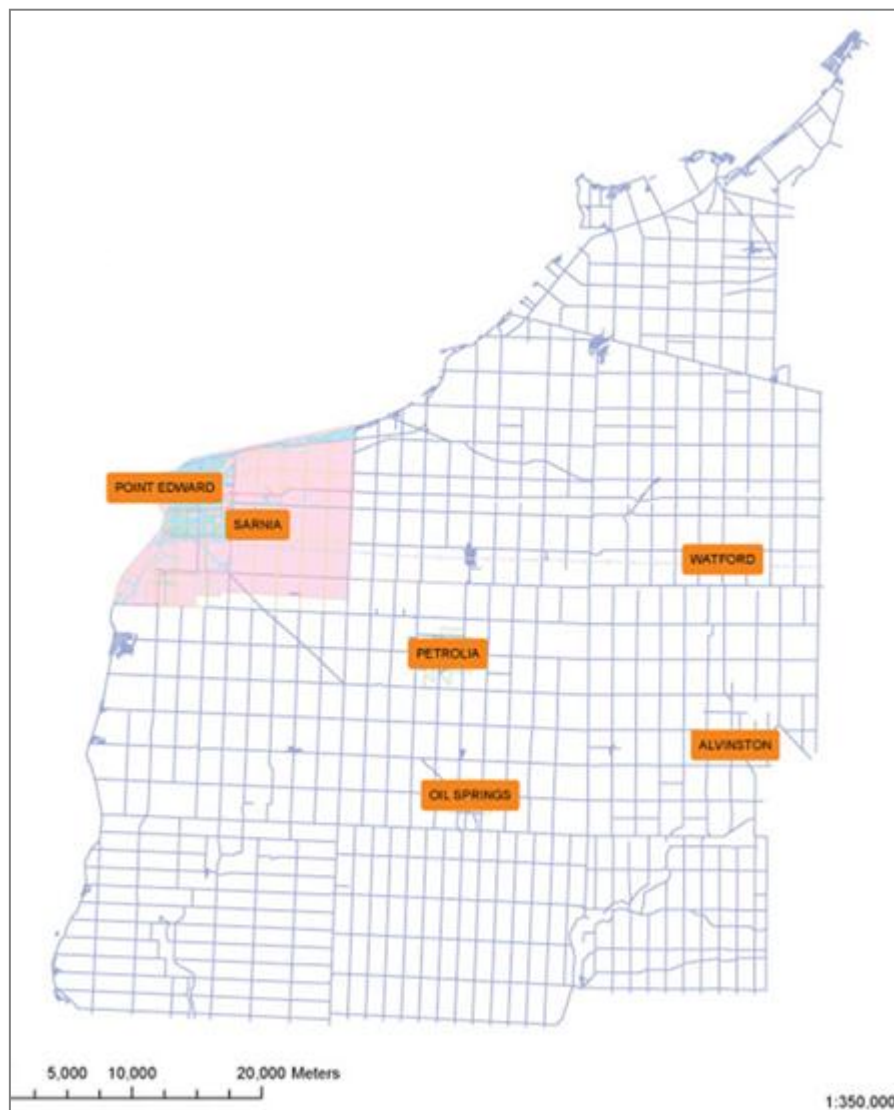 POINT EDWARD
SARNIA
WATFORD
PETROLIA
ALVINSTON
OIL SPRINGS
5,000 10,000 20,000 Meters
1:350,000